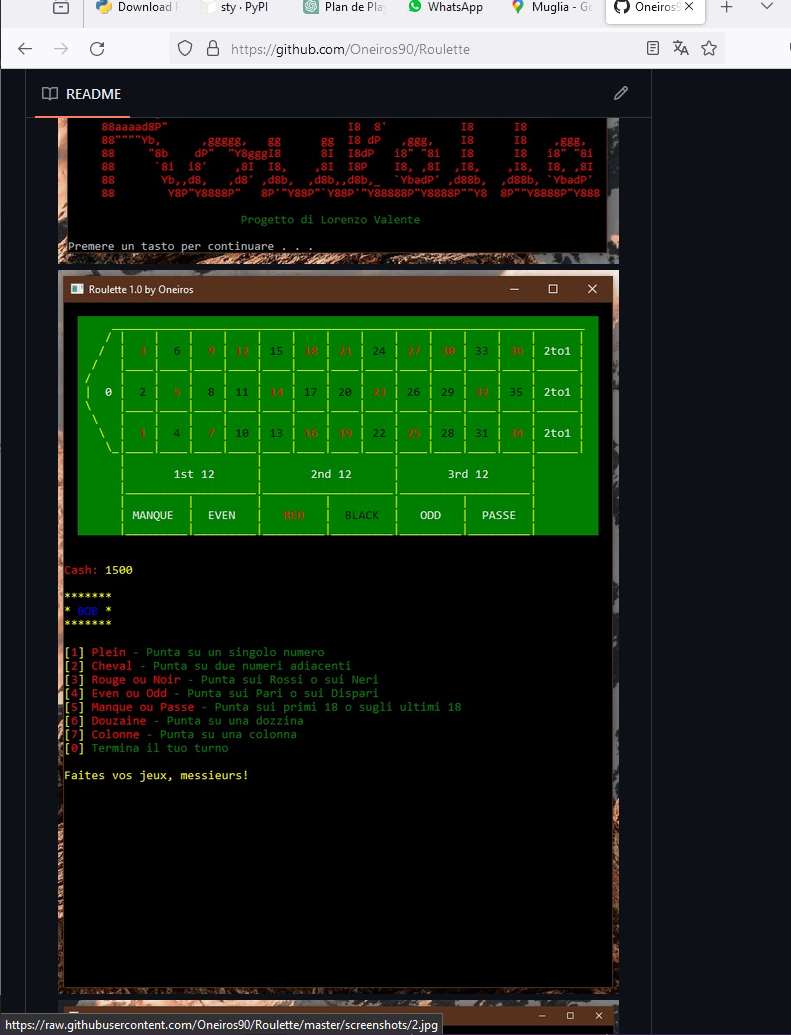 Download F
sty · PyPI
Plan de Play
WhatsApp
Muglia - Go
Oneiros9
https://github.com/Oneiros90/Roulette
README
Progetto di Lorenzo Valente
Premere un tasto per continuare . . .
Roulette 1.0 by Oneiros
3 6 9 12 15 18 21 24 27 30 33 36 2to1
0 2 5 8 11 14 17 20 23 26 29 32 35 2to1
1 4 7 10 13 16 19 22 25 28 31 34 2to1
1st 12 2nd 12 3rd 12
MANQUE EVEN RED BLACK ODD PASSE
Cash: 1500
*******
* BOB *
*******
[1] Plein - Punta su un singolo numero
[2] Cheval - Punta su due numeri adiacenti
[3] Rouge ou Noir - Punta sui Rossi o sui Neri
[4] Even ou Odd - Punta sui Pari o sui Dispari
[5] Manque ou Passe - Punta sui primi 18 o sugli ultimi 18
[6] Douzaine - Punta su una dozzina
[7] Colonne - Punta su una colonna
[0] Termina il tuo turno
Faites vos jeux, messieurs!
https://raw.githubusercontent.com/Oneiros90/Roulette/master/screenshots/2.jpg